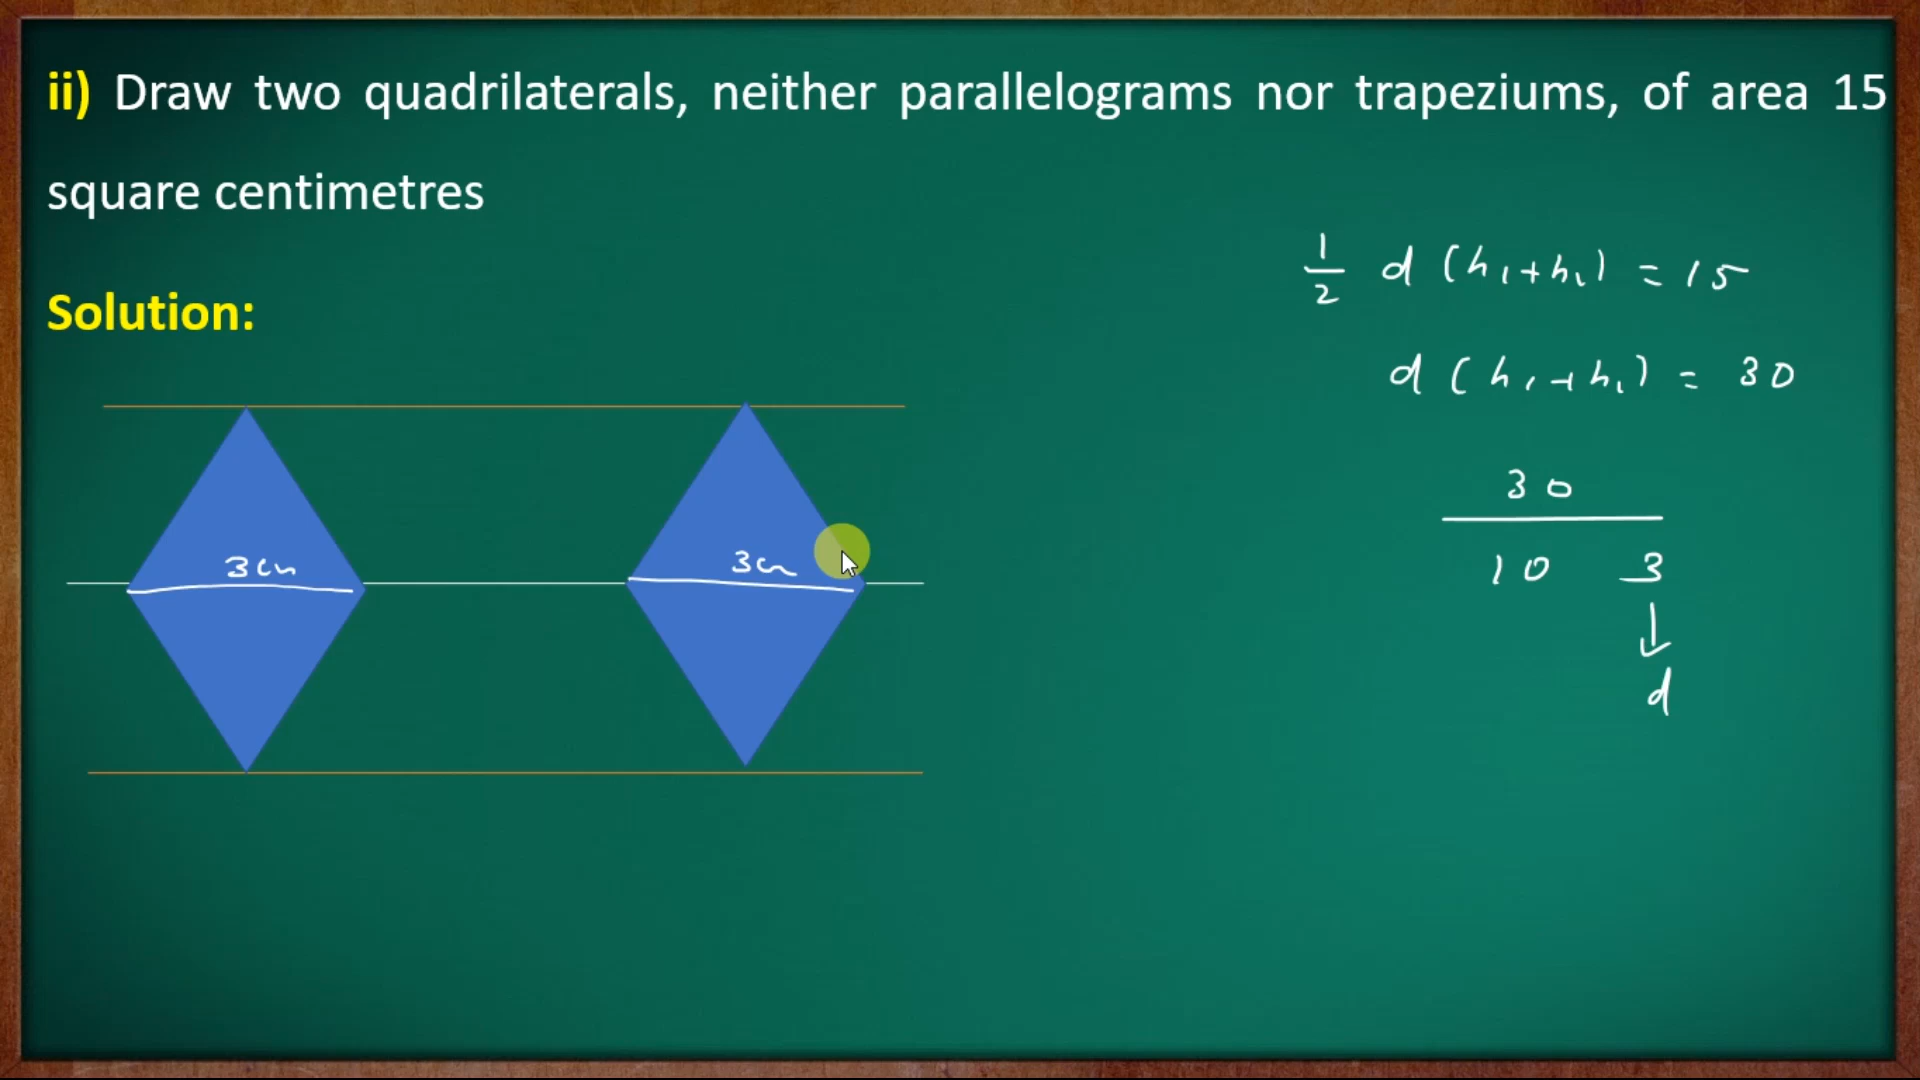 ii) Draw two quadrilaterals, neither parallelograms nor trapeziums, of area 15
square centimetres
Solution:
1/2 d (h₁+h₂) = 15
d (h₁+h₂) = 30
30
10 3
↓
d
3cm
3cm